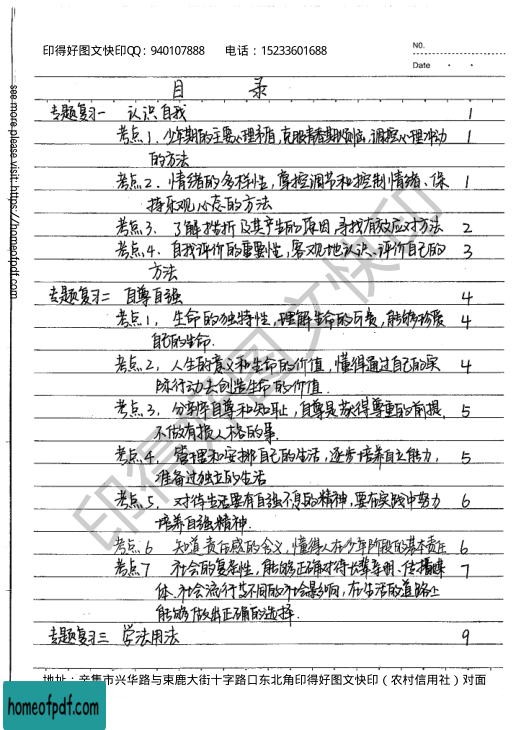 印得好图文快印QQ：940107888 电话：15233601688
NO.
Date
目 录
专题复习一 认识自我 1
考点1、少年期的主要心理矛盾，克服青春期烦恼，调控心理冲动 1
的方法
考点2、情绪的多样性，掌控调节和控制情绪、保 1
持乐观心态的方法
考点3、了解挫折及其产生的原因，寻找有效应对方法 2
考点4、自我评价的重要性，客观地认识、评价自己的 3
方法
专题复习二 自尊自强 4
考点1、生命的独特性，理解生命的可贵，能够珍爱 4
自己的生命.
考点2、人生的意义和生命的价值，懂得通过自己的实 4
际行动去创造生命的价值.
考点3、分辨自尊和知耻，自尊是获得尊重的前提， 5
不做有损人格的事.
考点4、管理和安排自己的生活，逐步培养自立能力， 5
准备过独立的生活
考点5、对待生活要有自强不息的精神，要在实践中努力 6
培养自强精神.
考点6 知道责任感的含义，懂得人在少年阶段的基本责任 6
考点7 社会的复杂性，能够正确对待长辈亲朋、传播媒 7
体、社会流行等不同的社会影响，在生活的道路上
能够做出正确的选择.
专题复习三 学法用法 9
地址：辛集市兴华路与束鹿大街十字路口东北角印得好图文快印（农村信用社）对面
see more please visit: https://homeofpdf.com
印得好图文快印
homeofpdf.com